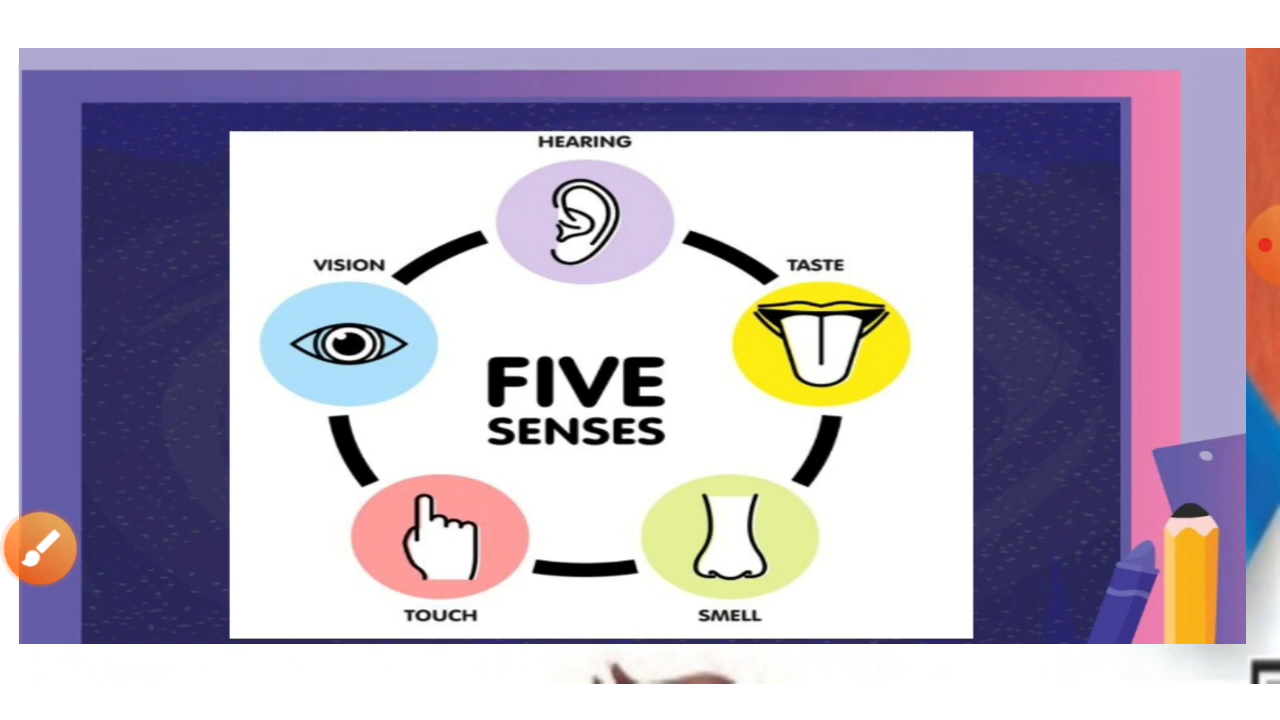 HEARING
VISION
TASTE
FIVE
SENSES
TOUCH
SMELL